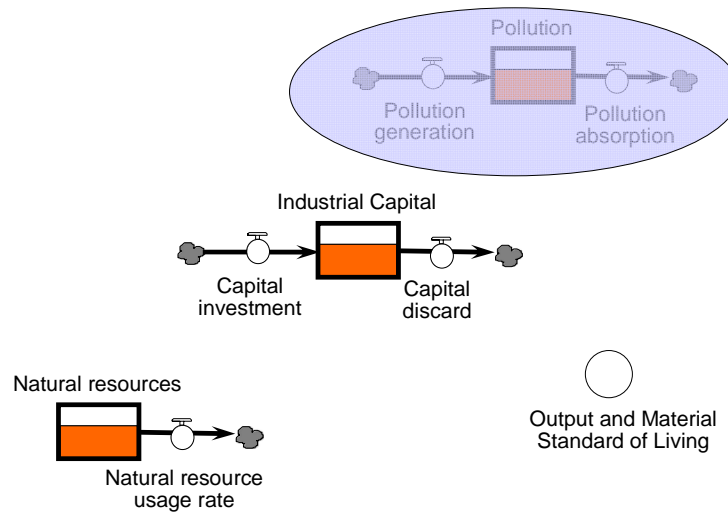 Pollution
Pollution
generation
Pollution
absorption
Industrial Capital
Capital
investment
Capital
discard
Natural resources
Natural resource
usage rate
Output and Material
Standard of Living